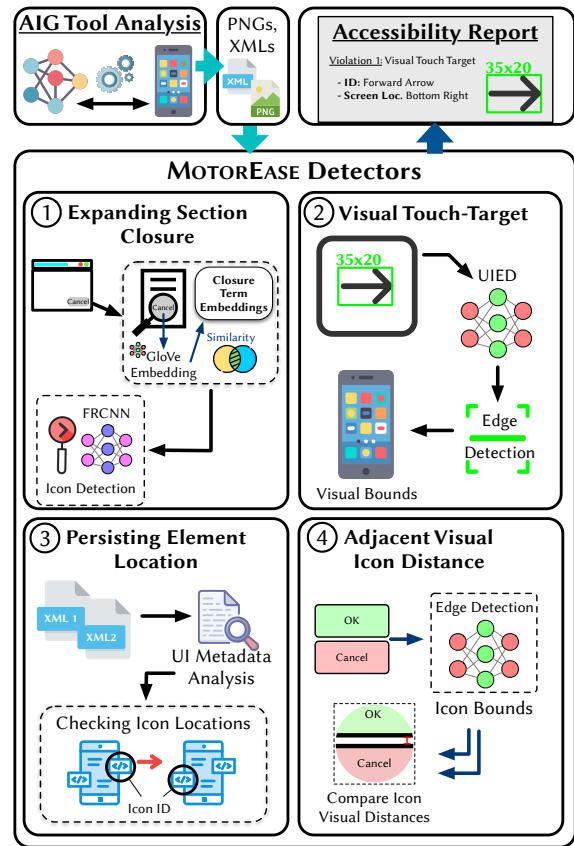 AIG Tool Analysis
PNGs,
XMLs
XML
PNG
Accessibility Report
Violation 1: Visual Touch Target
- ID: Forward Arrow
- Screen Loc. Bottom Right
35x20
MOTOREASE Detectors
1 Expanding Section
Closure
Cancel
Cancel
GloVe
Embedding
Closure
Term
Embeddings
Similarity
FRCNN
Icon Detection
2 Visual Touch-Target
35x20
UIED
Edge
Detection
Visual Bounds
3 Persisting Element
Location
XML 1
XML2
UI Metadata
Analysis
Checking Icon Locations
Icon ID
4 Adjacent Visual
Icon Distance
OK
Cancel
Edge Detection
Icon Bounds
OK
Cancel
Compare Icon
Visual Distances